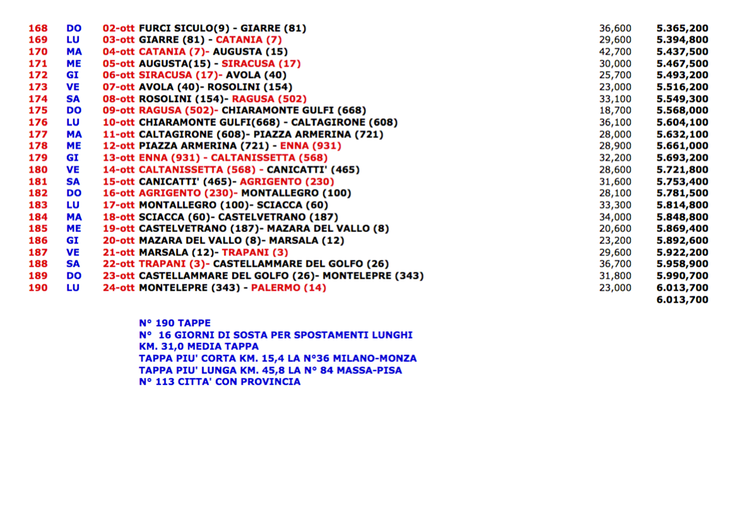 168 DO 02-ott FURCI SICULO(9) - GIARRE (81) 36,600 5.365,200
169 LU 03-ott GIARRE (81) - CATANIA (7) 29,600 5.394,800
170 MA 04-ott CATANIA (7)- AUGUSTA (15) 42,700 5.437,500
171 ME 05-ott AUGUSTA(15) - SIRACUSA (17) 30,000 5.467,500
172 GI 06-ott SIRACUSA (17)- AVOLA (40) 25,700 5.493,200
173 VE 07-ott AVOLA (40)- ROSOLINI (154) 23,000 5.516,200
174 SA 08-ott ROSOLINI (154)- RAGUSA (502) 33,100 5.549,300
175 DO 09-ott RAGUSA (502)- CHIARAMONTE GULFI (668) 18,700 5.568,000
176 LU 10-ott CHIARAMONTE GULFI(668) - CALTAGIRONE (608) 36,100 5.604,100
177 MA 11-ott CALTAGIRONE (608)- PIAZZA ARMERINA (721) 28,000 5.632,100
178 ME 12-ott PIAZZA ARMERINA (721) - ENNA (931) 28,900 5.661,000
179 GI 13-ott ENNA (931) - CALTANISSETTA (568) 32,200 5.693,200
180 VE 14-ott CALTANISSETTA (568) - CANICATTI' (465) 28,600 5.721,800
181 SA 15-ott CANICATTI' (465)- AGRIGENTO (230) 31,600 5.753,400
182 DO 16-ott AGRIGENTO (230)- MONTALLEGRO (100) 28,100 5.781,500
183 LU 17-ott MONTALLEGRO (100)- SCIACCA (60) 33,300 5.814,800
184 MA 18-ott SCIACCA (60)- CASTELVETRANO (187) 34,000 5.848,800
185 ME 19-ott CASTELVETRANO (187)- MAZARA DEL VALLO (8) 20,600 5.869,400
186 GI 20-ott MAZARA DEL VALLO (8)- MARSALA (12) 23,200 5.892,600
187 VE 21-ott MARSALA (12)- TRAPANI (3) 29,600 5.922,200
188 SA 22-ott TRAPANI (3)- CASTELLAMMARE DEL GOLFO (26) 36,700 5.958,900
189 DO 23-ott CASTELLAMMARE DEL GOLFO (26)- MONTELEPRE (343) 31,800 5.990,700
190 LU 24-ott MONTELEPRE (343) - PALERMO (14) 23,000 6.013,700
6.013,700
N° 190 TAPPE
N° 16 GIORNI DI SOSTA PER SPOSTAMENTI LUNGHI
KM. 31,0 MEDIA TAPPA
TAPPA PIU' CORTA KM. 15,4 LA N°36 MILANO-MONZA
TAPPA PIU' LUNGA KM. 45,8 LA N° 84 MASSA-PISA
N° 113 CITTA' CON PROVINCIA